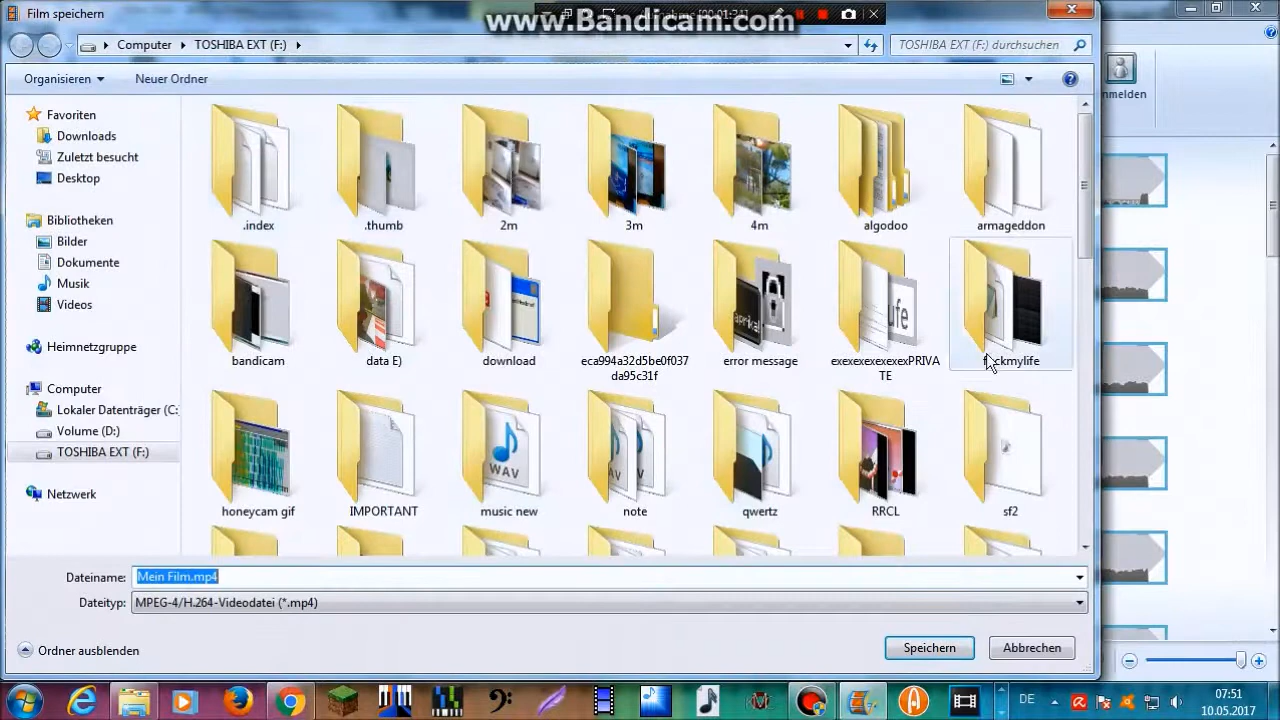 Film speichern
www.Bandicam.com
Computer
TOSHIBA EXT (F:)
TOSHIBA EXT (F:) durchsuchen
Organisieren
Neuer Ordner
nmelden
Favoriten
Downloads
Zuletzt besucht
Desktop
Bibliotheken
Bilder
Dokumente
Musik
Videos
Heimnetzgruppe
Computer
Lokaler Datenträger (C:
Volume (D:)
TOSHIBA EXT (F:)
Netzwerk
.index
.thumb
2m
3m
4m
algodoo
armageddon
bandicam
data E)
download
eca994a32d5be0f037
da95c31f
error message
exexexexexexPRIVA
TE
honeycam gif
IMPORTANT
WAV
music new
note
qwertz
RRCL
sf2
Dateiname:
Mein Film.mp4
Dateityp:
MPEG-4/H.264-Videodatei (*.mp4)
Ordner ausblenden
Speichern
Abbrechen
DE
07:51
10.05.2017